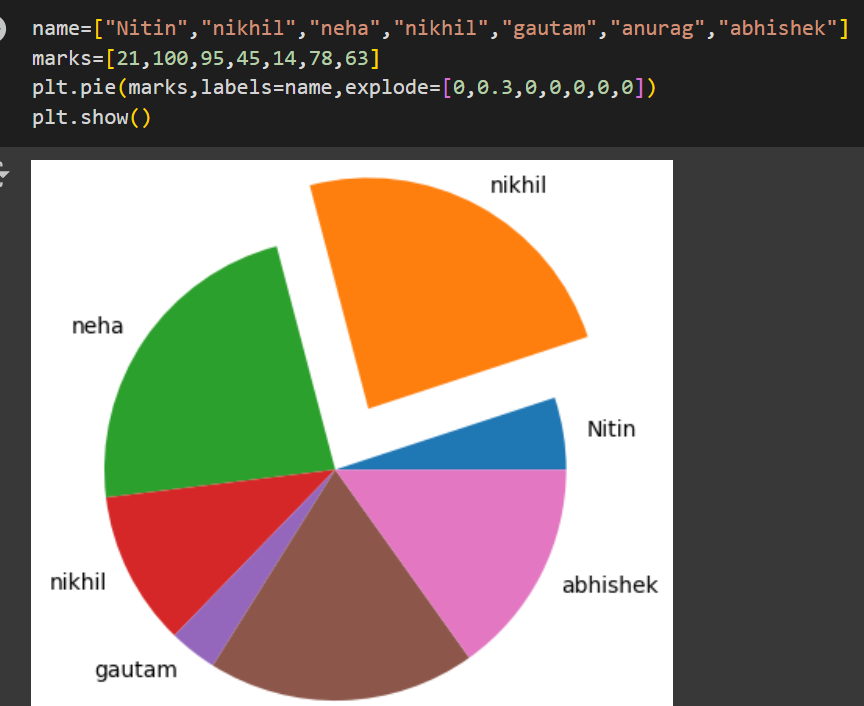 name=["Nitin","nikhil","neha","nikhil","gautam","anurag","abhishek"]
marks=[21,100,95,45,14,78,63]
plt.pie(marks,labels=name,explode=[0,0.3,0,0,0,0,0])
plt.show()
nikhil
neha
Nitin
nikhil
abhishek
gautam